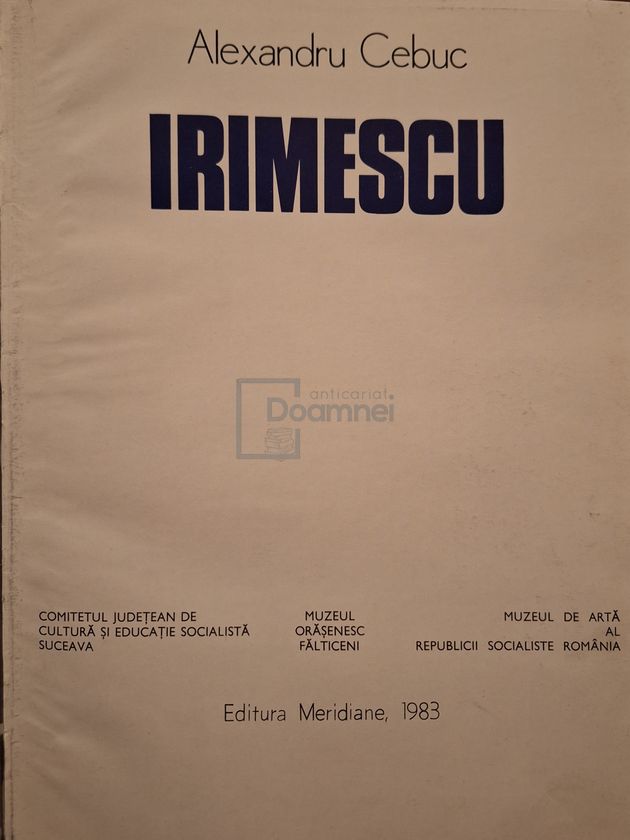 Alexandru Cebuc
IRIMESCU
anticariat
Doamnei
COMITETUL JUDEȚEAN DE
CULTURĂ ȘI EDUCAȚIE SOCIALISTĂ
SUCEAVA
MUZEUL
ORĂȘENESC
FĂLTICENI
MUZEUL DE ARTĂ
AL
REPUBLICII SOCIALISTE ROMÂNIA
Editura Meridiane, 1983